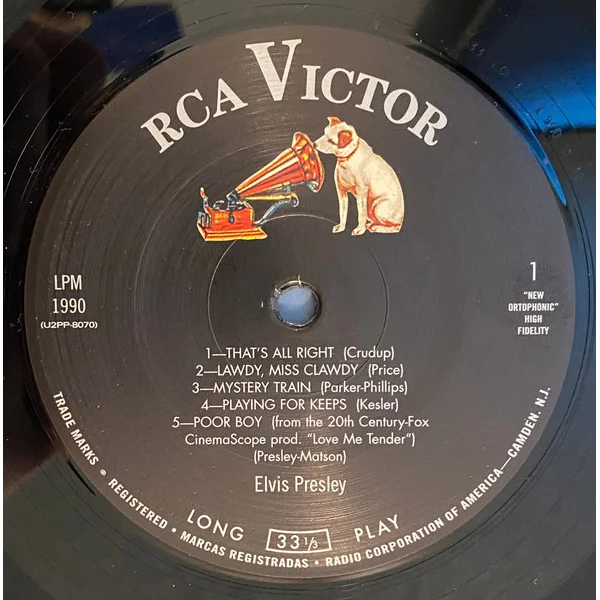 RCA VICTOR
LPM
1990
(U2PP-8070)
1
"NEW
ORTOPHONIC"
HIGH
FIDELITY
1—THAT'S ALL RIGHT (Crudup)
2—LAWDY, MISS CLAWDY (Price)
3—MYSTERY TRAIN (Parker-Phillips)
4—PLAYING FOR KEEPS (Kesler)
5—POOR BOY (from the 20th Century-Fox
CinemaScope prod. "Love Me Tender")
(Presley-Matson)
Elvis Presley
LONG 33 1/3 PLAY
TRADE MARKS ® REGISTERED • MARCAS REGISTRADAS • RADIO CORPORATION OF AMERICA—CAMDEN. N.J.